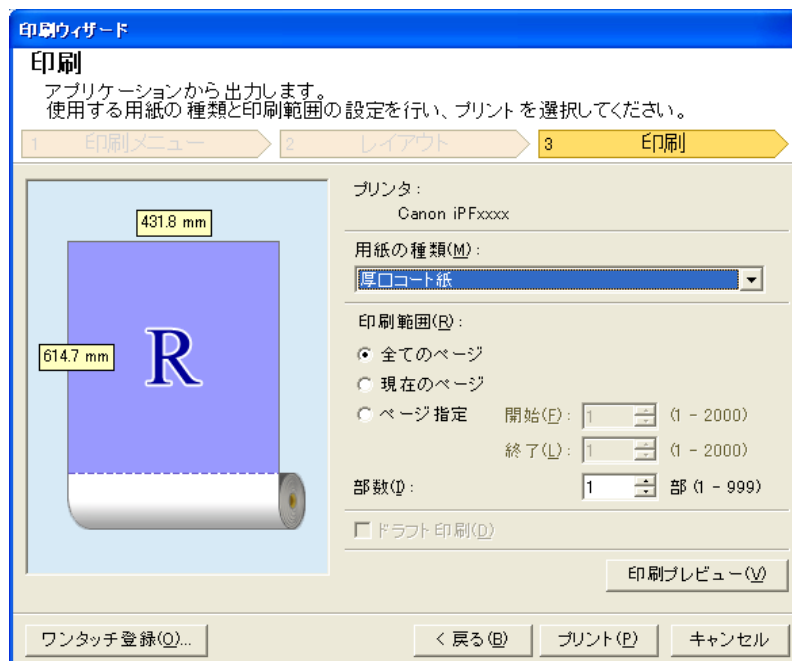 印刷ウィザード
印刷
アプリケーションから出力します。
使用する用紙の種類と印刷範囲の設定を行い、プリントを選択してください。
1 印刷メニュー 2 レイアウト 3 印刷
プリンタ:
Canon iPFxxxx
431.8 mm
用紙の種類(M):
厚口コート紙
印刷範囲(R):
614.7 mm
R
全てのページ
現在のページ
ページ指定 開始(F): 1 (1 - 2000)
終了(L): 1 (1 - 2000)
部数(I): 1 部 (1 - 999)
ドラフト印刷(D)
印刷プレビュー(V)
ワンタッチ登録(O)... < 戻る(B) プリント(P) キャンセル